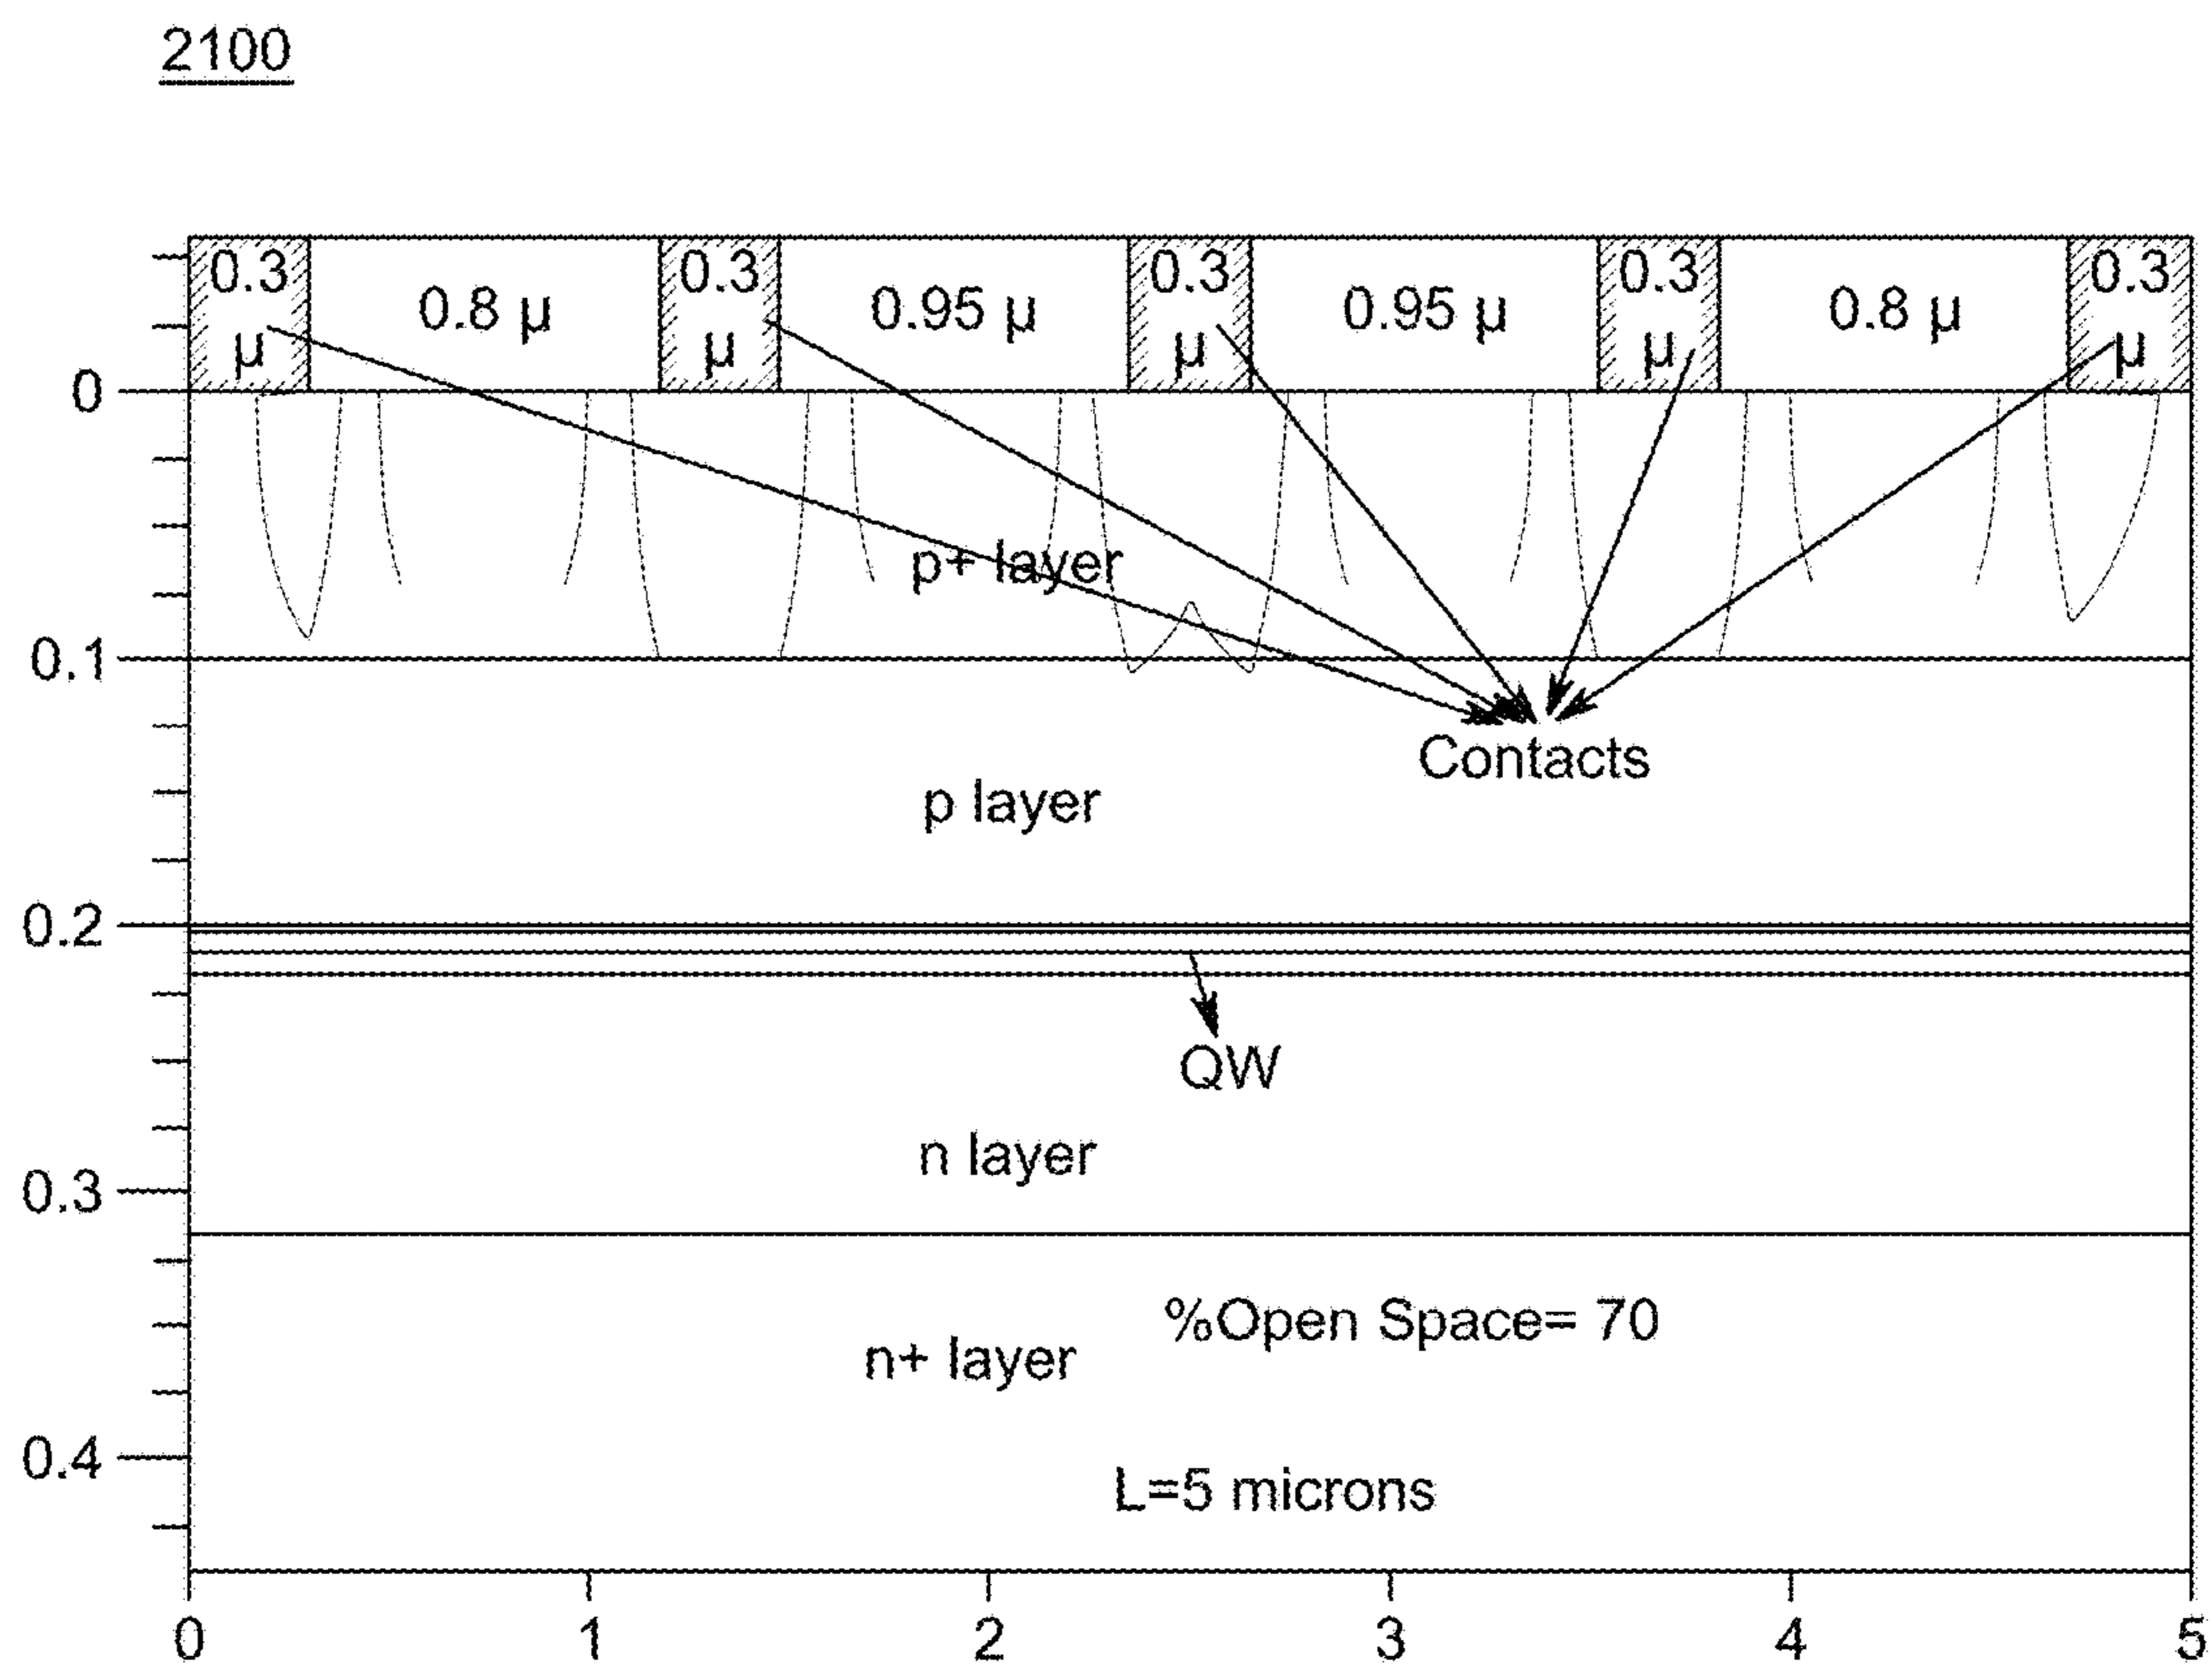 2100
0.3 μ
0.8 μ
0.3 μ
0.95 μ
0.3 μ
0.95 μ
0.3 μ
0.8 μ
0.3 μ
0
p+ layer
0.1
Contacts
p layer
0.2
QW
n layer
0.3
%Open Space= 70
n+ layer
0.4
L=5 microns
0 1 2 3 4 5